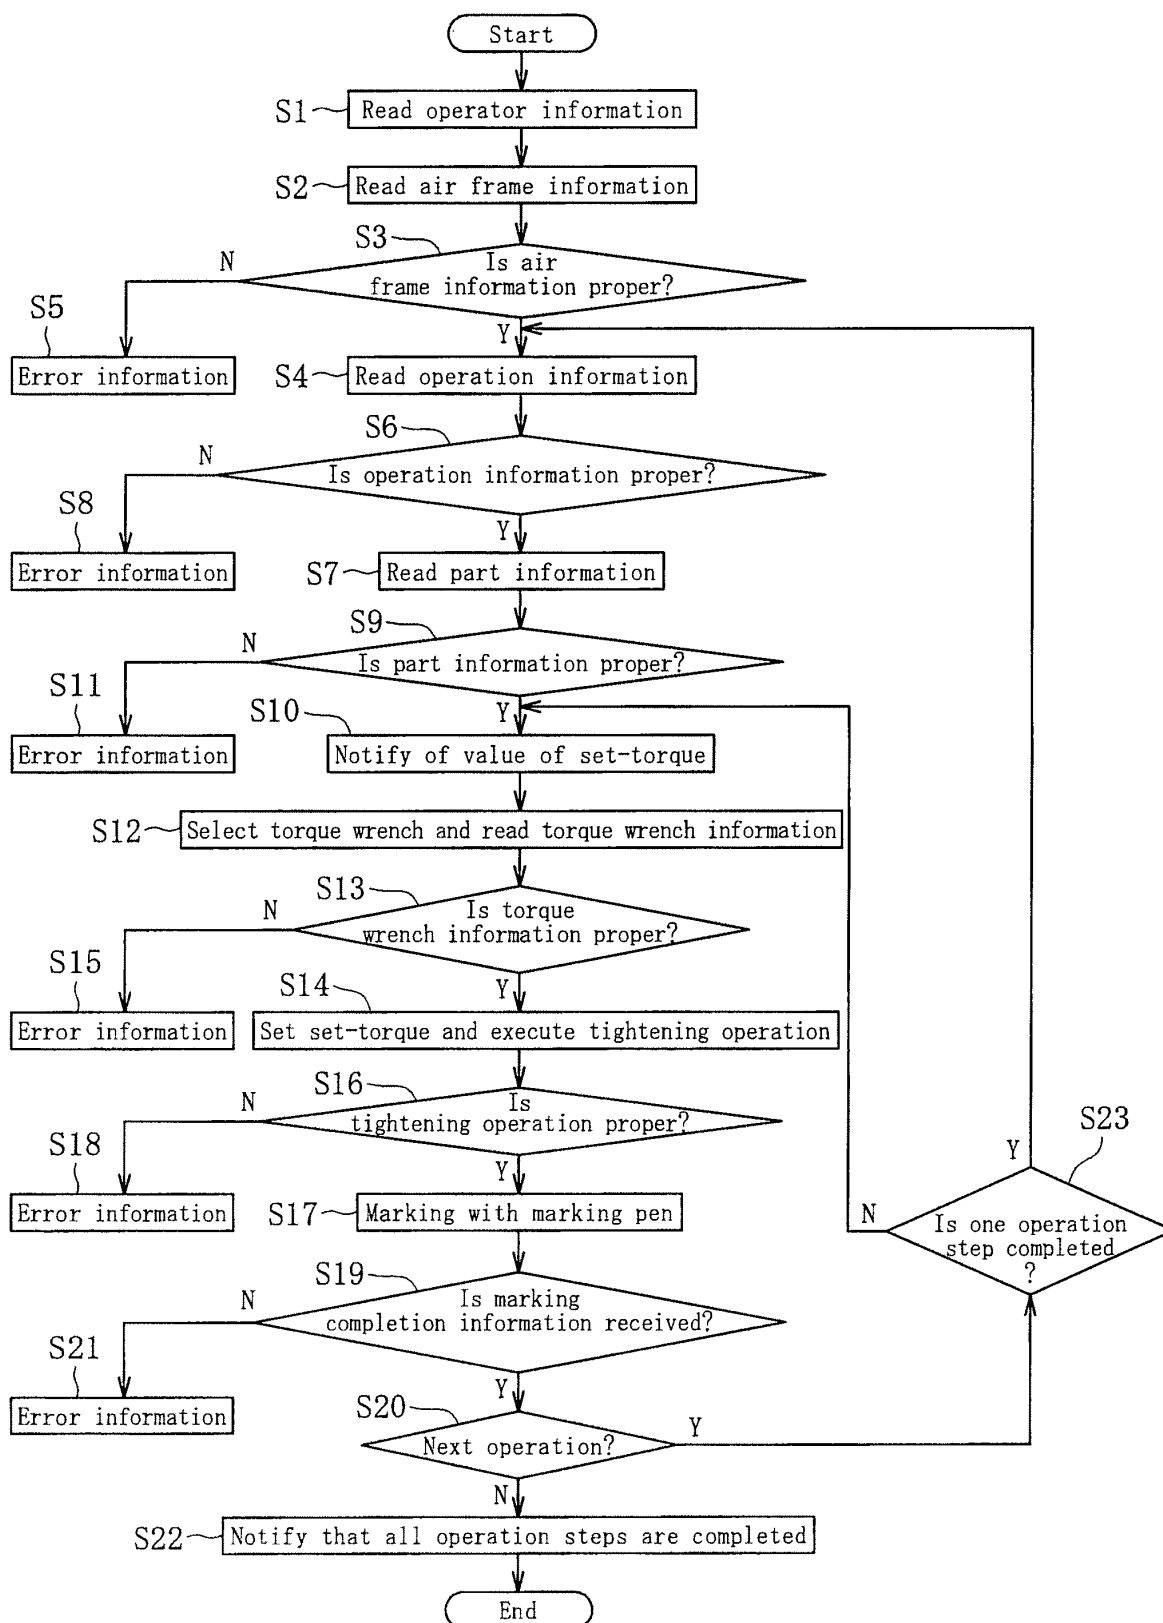 Start
S1
Read operator information
S2
Read air frame information
S3
N
Is air
frame information proper?
S5
Y
Error information
S4
Read operation information
S6
N
Is operation information proper?
S8
Y
Error information
S7
Read part information
S9
N
Is part information proper?
S11
S10
Y
Error information
Notify of value of set-torque
S12
Select torque wrench and read torque wrench information
S13
N
Is torque
wrench information proper?
S15
S14
Y
Error information
Set set-torque and execute tightening operation
S16
N
Is
tightening operation proper?
S18
Y
Error information
S17
Marking with marking pen
S23
Y
N
Is one operation
step completed
?
S19
N
Is marking
completion information received?
S21
Y
Error information
S20
Next operation?
Y
N
S22
Notify that all operation steps are completed
End